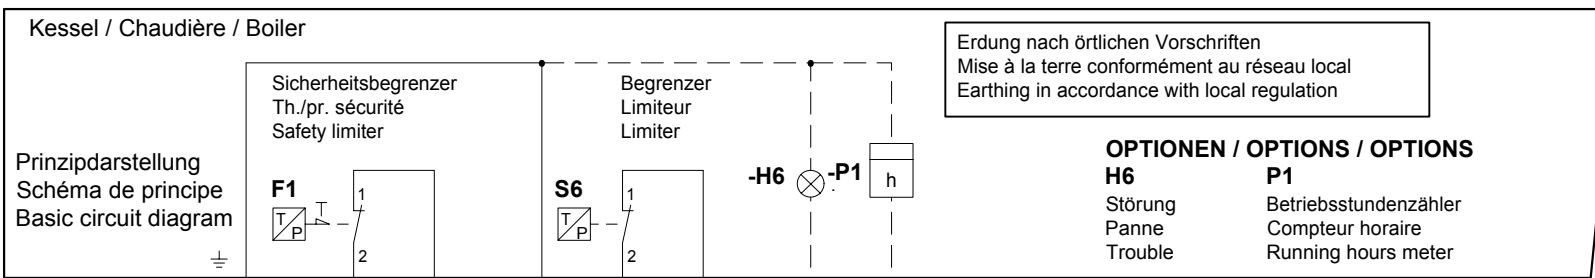 Kessel / Chaudière / Boiler
Erdung nach örtlichen Vorschriften
Mise à la terre conformément au réseau local
Earthing in accordance with local regulation
Sicherheitsbegrenzer
Th./pr. sécurité
Safety limiter
Begrenzer
Limiteur
Limiter
Prinzipdarstellung
Schéma de principe
Basic circuit diagram
F1
T
P
T
1
2
S6
T
P
1
2
-H6
-P1
h
OPTIONEN / OPTIONS / OPTIONS
H6 P1
Störung Betriebsstundenzähler
Panne Compteur horaire
Trouble Running hours meter